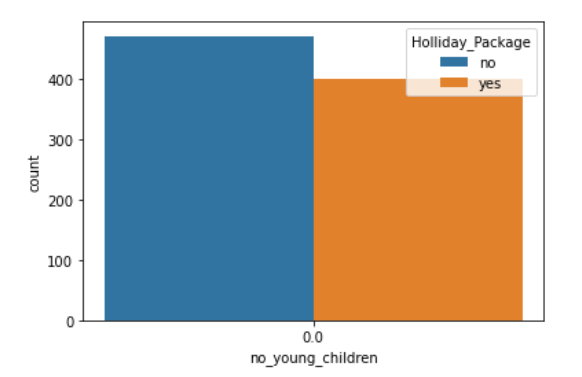 Holliday_Package
no
yes
400
300
200
100
0
count
0.0
no_young_children